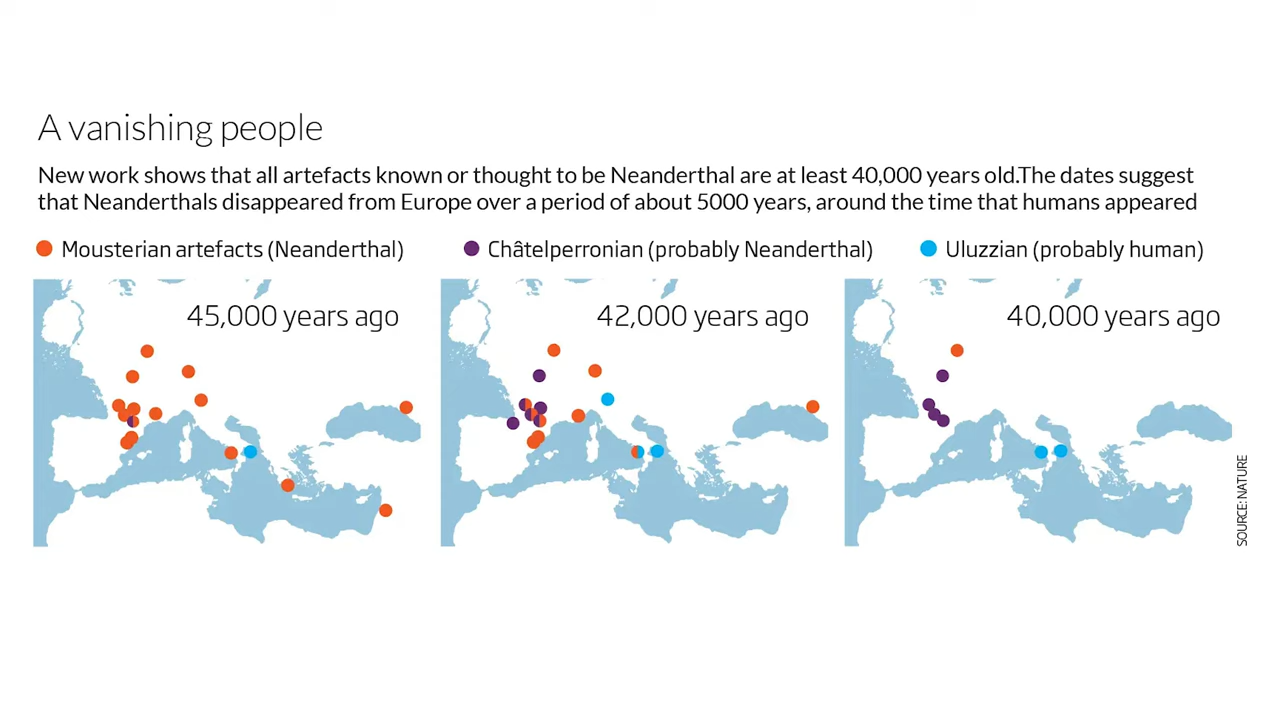 A vanishing people
New work shows that all artefacts known or thought to be Neanderthal are at least 40,000 years old.The dates suggest
that Neanderthals disappeared from Europe over a period of about 5000 years, around the time that humans appeared
Mousterian artefacts (Neanderthal)
Châtelperronian (probably Neanderthal)
Uluzzian (probably human)
45,000 years ago
42,000 years ago
40,000 years ago
SOURCE: NATURE